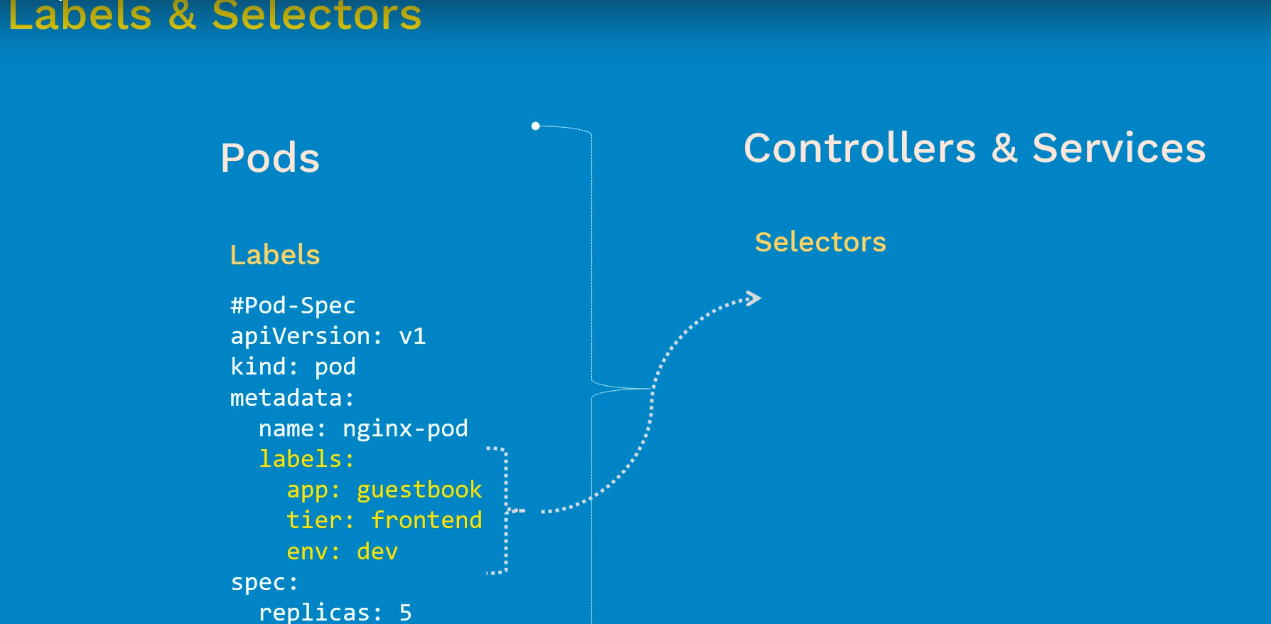 Labels & Selectors
Pods
Labels
#Pod-Spec
apiVersion: v1
kind: pod
metadata:
  name: nginx-pod
  labels:
    app: guestbook
    tier: frontend
    env: dev
spec:
  replicas: 5
Controllers & Services
Selectors